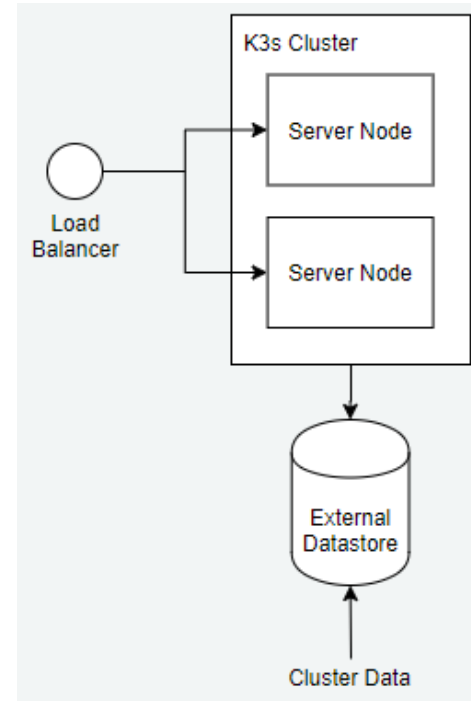 K3s Cluster
Server Node
Load
Balancer
Server Node
External
Datastore
Cluster Data